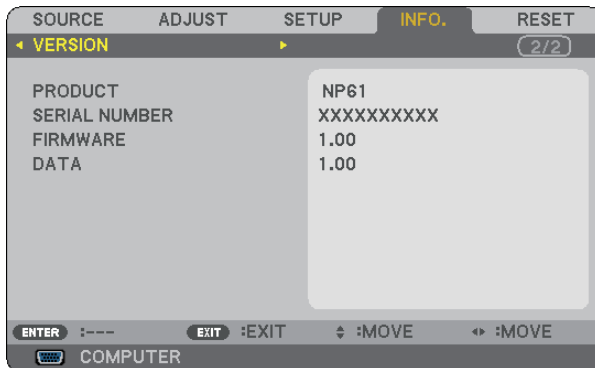 SOURCE ADJUST SETUP INFO. RESET
VERSION 2/2
PRODUCT NP61
SERIAL NUMBER XXXXXXXXXX
FIRMWARE 1.00
DATA 1.00
ENTER :--- EXIT :EXIT :MOVE :MOVE
COMPUTER